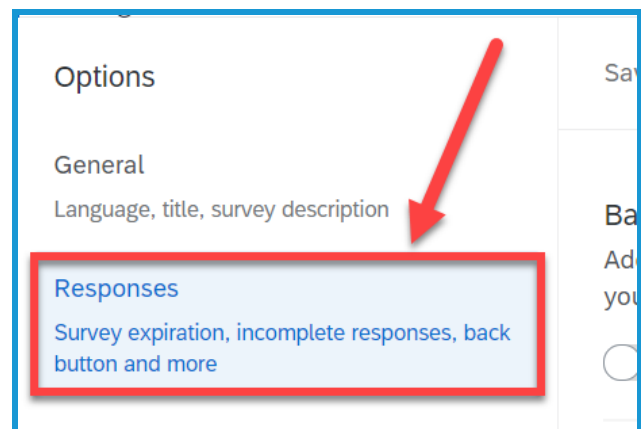 Options
General
Language, title, survey description
Responses
Survey expiration, incomplete responses, back
button and more